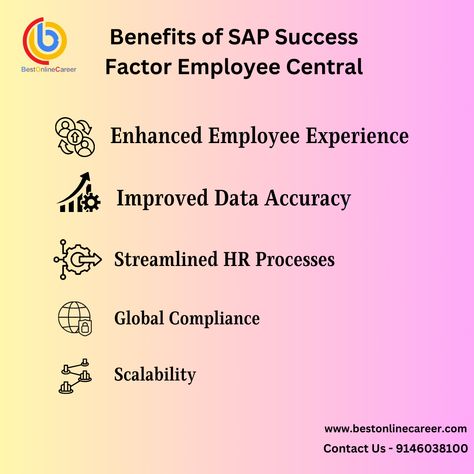 BestOnlineCareer
Benefits of SAP Success
Factor Employee Central
Enhanced Employee Experience
Improved Data Accuracy
Streamlined HR Processes
Global Compliance
Scalability
www.bestonlinecareer.com
Contact Us - 9146038100